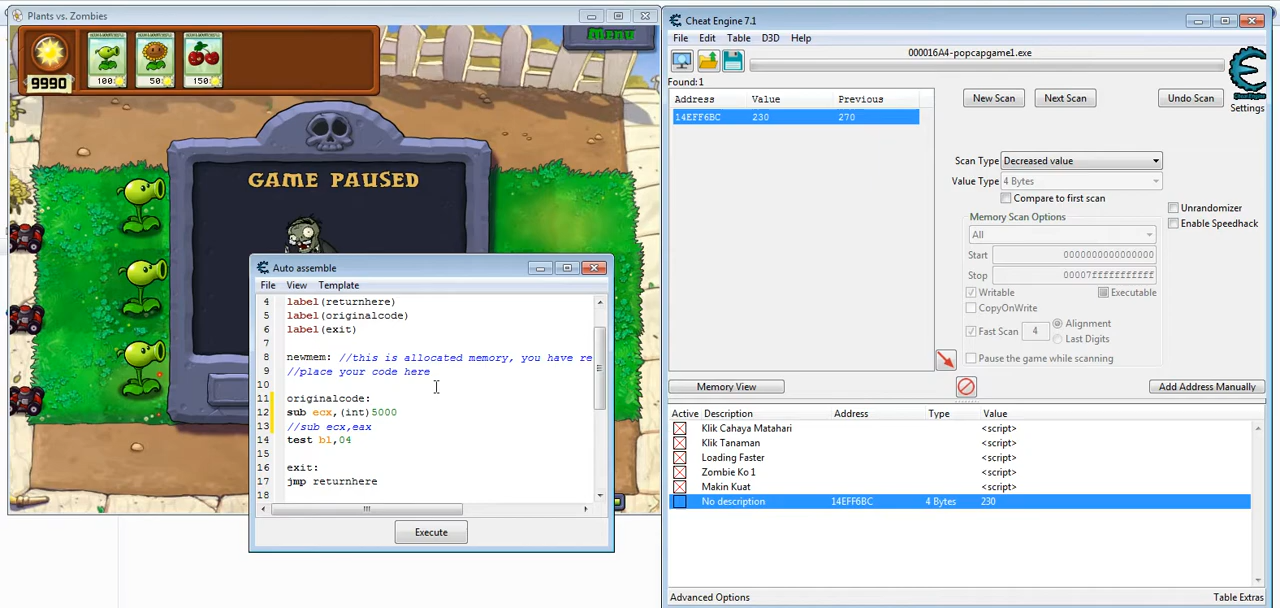 Plants vs. Zombies
Menu
9990
100
50
150
GAME PAUSED
Auto assemble
File View Template
4 label(returnhere)
5 label(originalcode)
6 label(exit)
7
8 newmem: //this is allocated memory, you have re
9 //place your code here
10
11 originalcode:
12 sub ecx,(int)5000
13 //sub ecx,eax
14 test bl,04
15
16 exit:
17 jmp returnhere
18
Execute
Cheat Engine 7.1
File Edit Table D3D Help
000016A4-popcapgame1.exe
Found:1
Address Value Previous
14EFF6BC 230 270
New Scan Next Scan Undo Scan
Settings
Scan Type Decreased value
Value Type 4 Bytes
Compare to first scan
Memory Scan Options
All
Start 0000000000000000
Stop 00007fffffffffff
Writable Executable
CopyOnWrite
Fast Scan 4 Alignment
Last Digits
Pause the game while scanning
Unrandomizer
Enable Speedhack
Memory View Add Address Manually
Active Description Address Type Value
Klik Cahaya Matahari <script>
Klik Tanaman <script>
Loading Faster <script>
Zombie Ko 1 <script>
Makin Kuat <script>
No description 14EFF6BC 4 Bytes 230
Advanced Options Table Extras